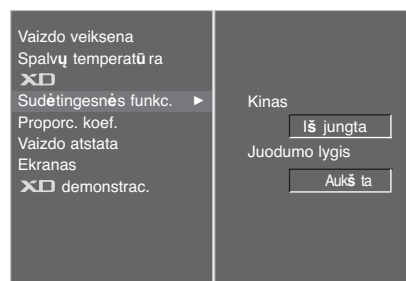 Vaizdo veiksena
Spalvų temperatūra
XD
Sudėtingesnės funkc. ►
Proporc. koef.
Vaizdo atstata
Ekranas
XD demonstrac.
Kinas
Išjungta
Juodumo lygis
Aukšta